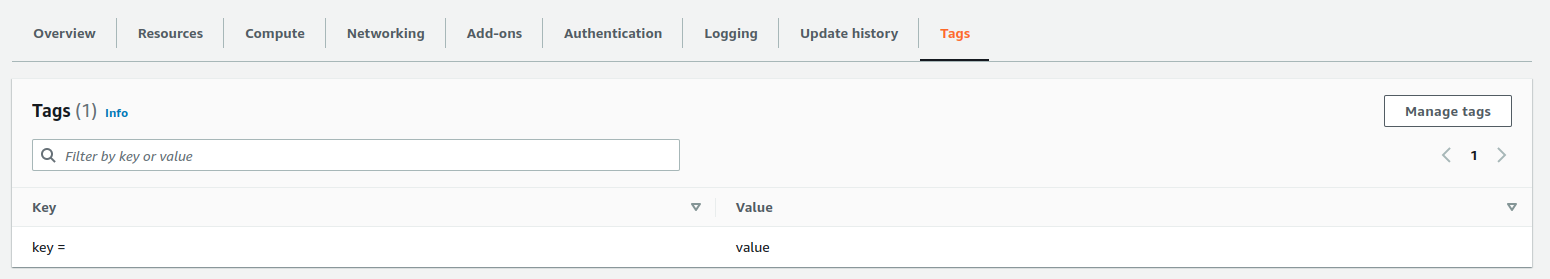 Overview Resources Compute Networking Add-ons Authentication Logging Update history Tags
Tags (1) Info
Manage tags
Filter by key or value
1
Key Value
key = value